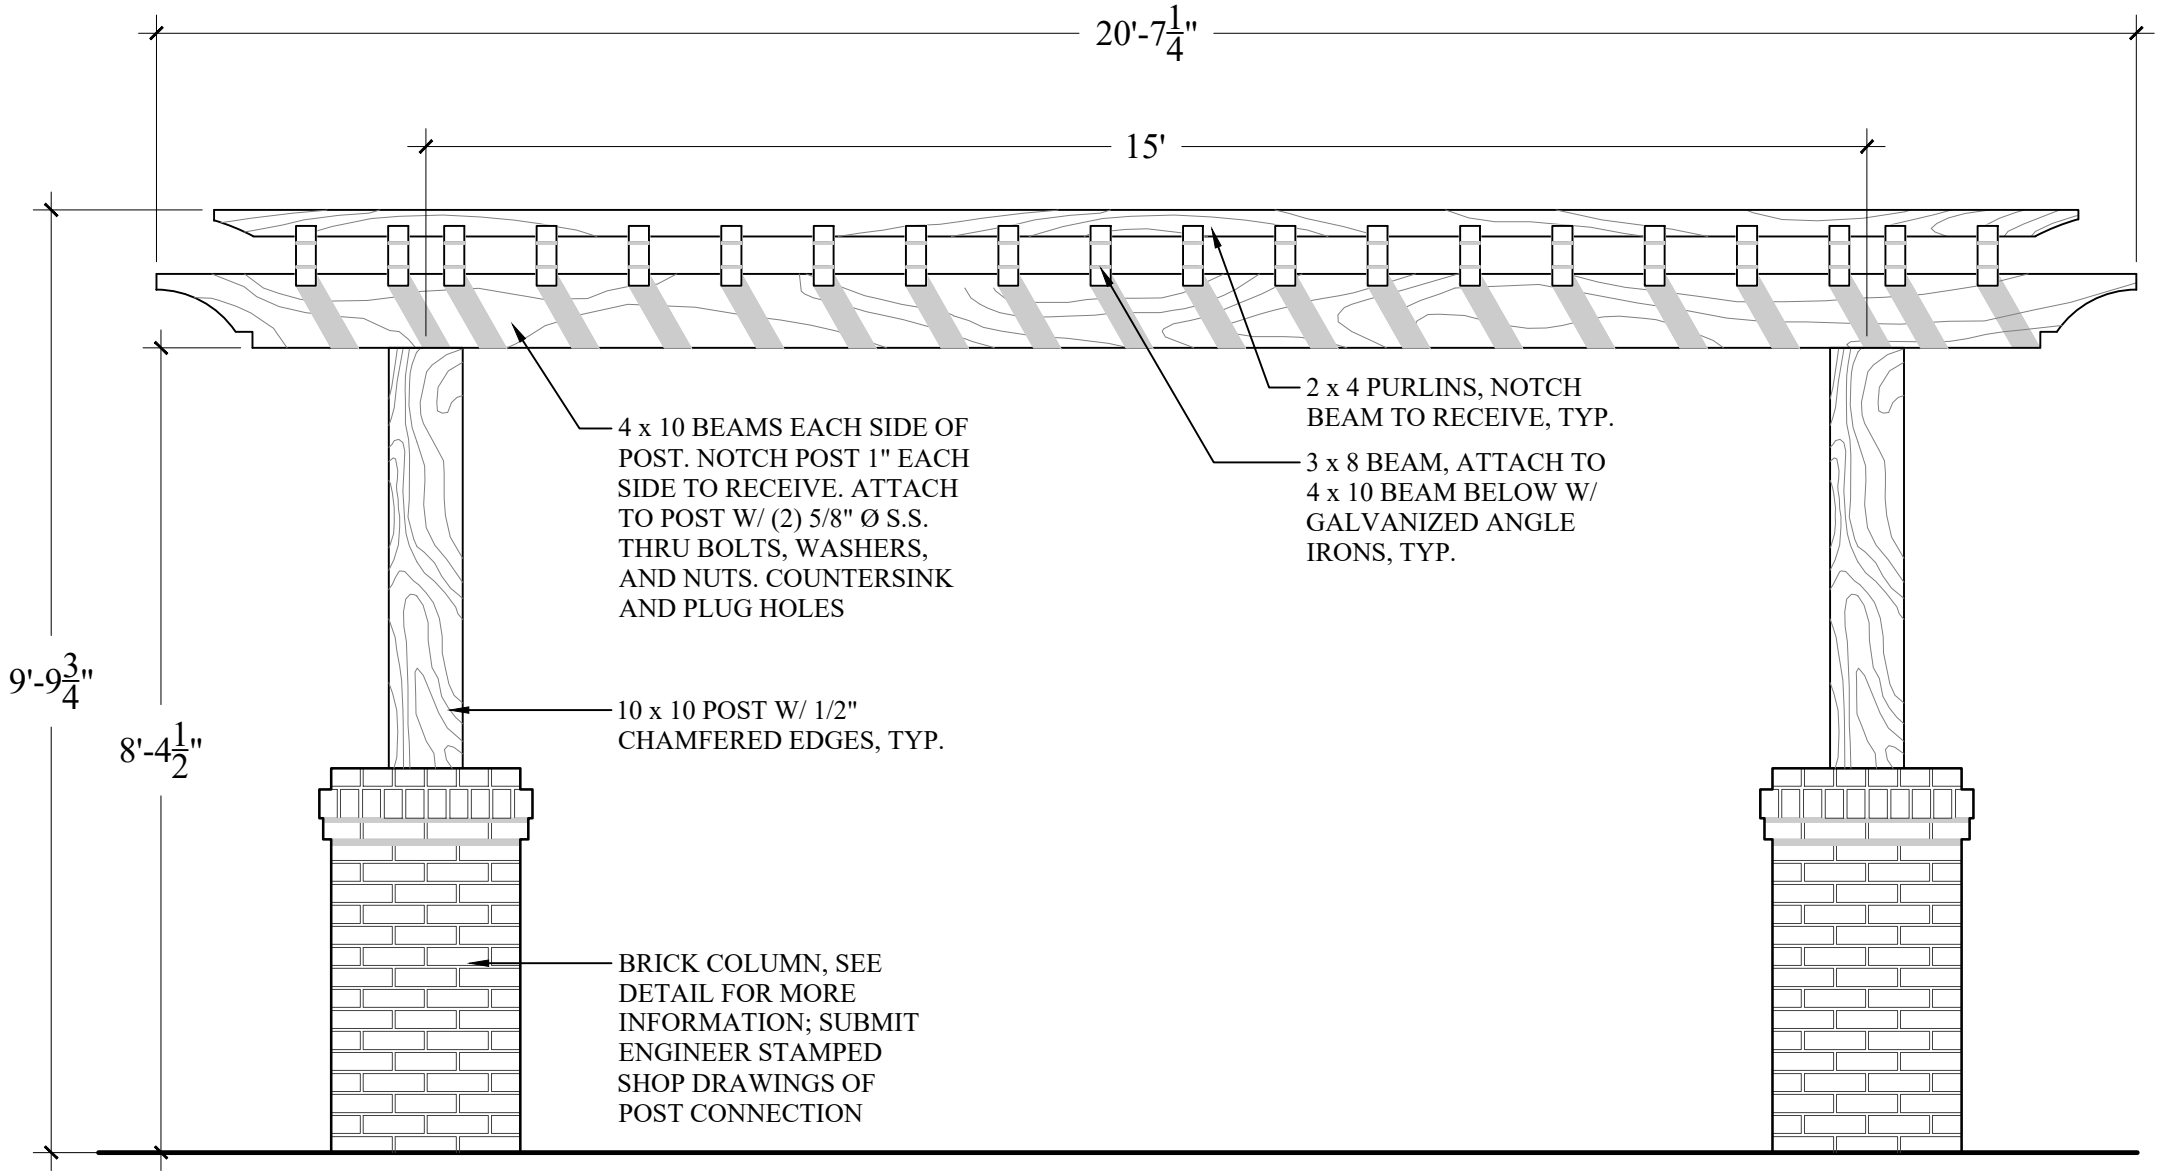 20'-7 1/4"
15'
2 x 4 PURLINS, NOTCH
BEAM TO RECEIVE, TYP.
4 x 10 BEAMS EACH SIDE OF
POST. NOTCH POST 1" EACH
SIDE TO RECEIVE. ATTACH
TO POST W/ (2) 5/8" Ø S.S.
THRU BOLTS, WASHERS,
AND NUTS. COUNTERSINK
AND PLUG HOLES
3 x 8 BEAM, ATTACH TO
4 x 10 BEAM BELOW W/
GALVANIZED ANGLE
IRONS, TYP.
9'-9 3/4"
8'-4 1/2"
10 x 10 POST W/ 1/2"
CHAMFERED EDGES, TYP.
BRICK COLUMN, SEE
DETAIL FOR MORE
INFORMATION; SUBMIT
ENGINEER STAMPED
SHOP DRAWINGS OF
POST CONNECTION